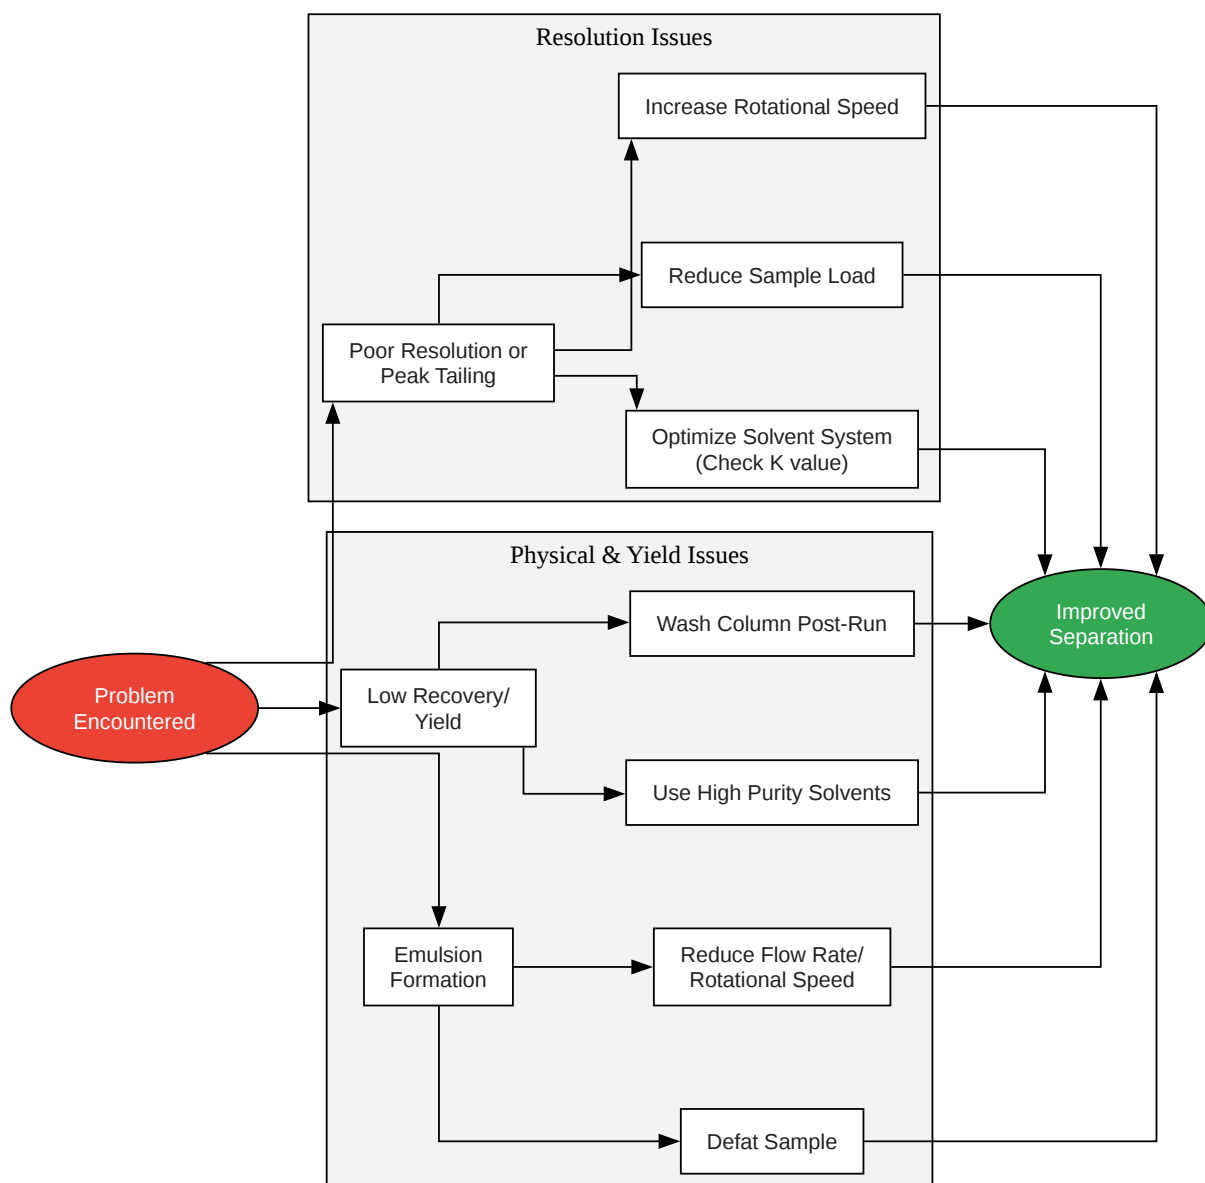 Resolution Issues
Increase Rotational Speed
Reduce Sample Load
Poor Resolution or
Peak Tailing
Optimize Solvent System
(Check K value)
Physical & Yield Issues
Wash Column Post-Run
Improved
Separation
Problem
Encountered
Low Recovery/
Yield
Use High Purity Solvents
Emulsion
Formation
Reduce Flow Rate/
Rotational Speed
Defat Sample